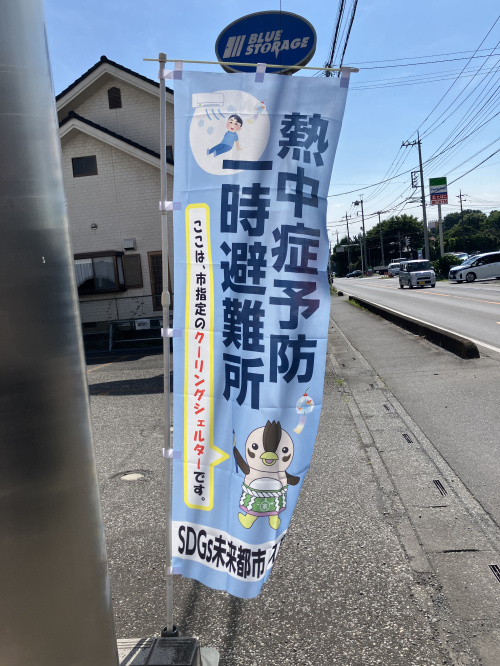 BLUE
STORAGE
熱中症予防
一時避難所
ここは、市指定のクーリングシェルターです。
SDGs未来都市